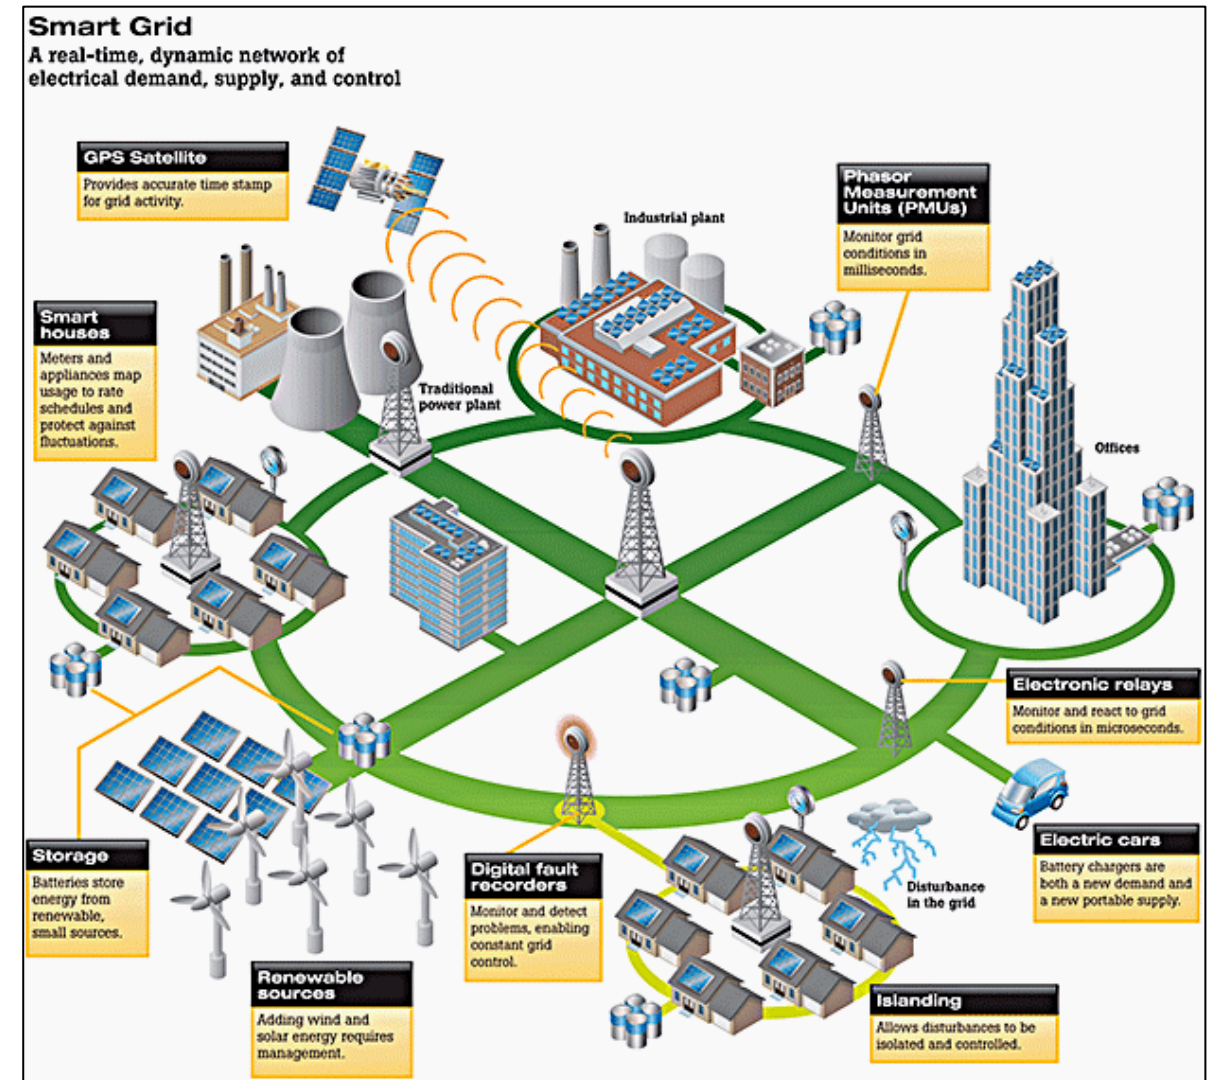 Smart Grid
A real-time, dynamic network of
electrical demand, supply, and control
GPS Satellite
Provides accurate time stamp
for grid activity.
Industrial plant
Phasor
Measurement
Units (PMUs)
Monitor grid
conditions in
milliseconds.
Smart
houses
Meters and
appliances map
usage to rate
schedules and
protect against
fluctuations.
Traditional
power plant
Offices
Electronic relays
Monitor and react to grid
conditions in microseconds.
Storage
Batteries store
energy from
renewable,
small sources.
Digital fault
recorders
Monitor and detect
problems, enabling
constant grid
control.
Disturbance
in the grid
Electric cars
Battery chargers are
both a new demand and
a new portable supply.
Renewable
sources
Adding wind and
solar energy requires
management.
Islanding
Allows disturbances to be
isolated and controlled.